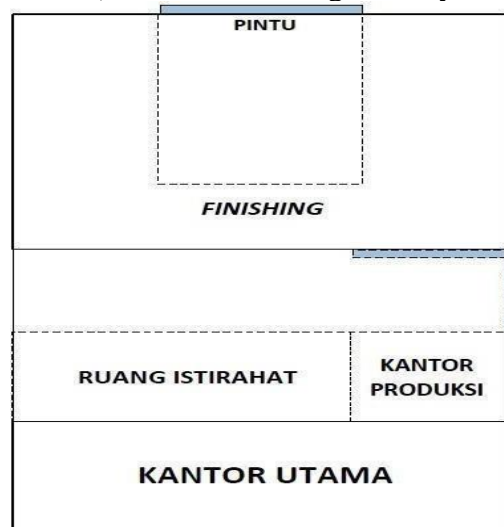 PINTU
FINISHING
RUANG ISTIRAHAT
KANTOR
PRODUKSI
KANTOR UTAMA